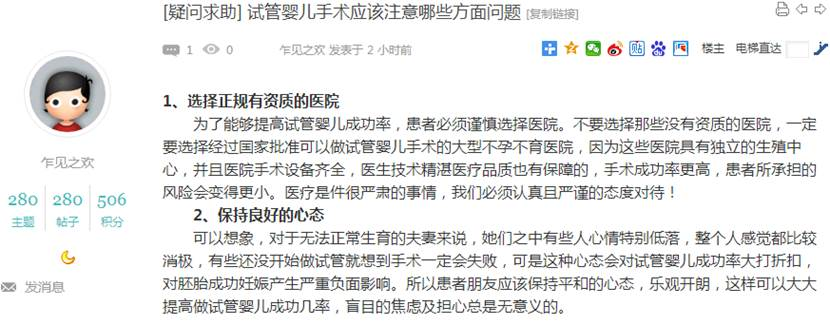 [疑问求助] 试管婴儿手术应该注意哪些方面问题 [复制链接]
1 0 乍见之欢 发表于 2 小时前 贴 楼主 电梯直达
乍见之欢
280 280 506
主题 帖子 积分
发消息
1、选择正规有资质的医院
为了能够提高试管婴儿成功率，患者必须谨慎选择医院。不要选择那些没有资质的医院，一定
要选择经过国家批准可以做试管婴儿手术的大型不孕不育医院，因为这些医院具有独立的生殖中
心，并且医院手术设备齐全，医生技术精湛医疗品质也有保障的，手术成功率更高，患者所承担的
风险会变得更小。医疗是件很严肃的事情，我们必须认真且严谨的态度对待！
2、保持良好的心态
可以想象，对于无法正常生育的夫妻来说，她们之中有些人心情特别低落，整个人感觉都比较
消极，有些还没开始做试管就想到手术一定会失败，可是这种心态会对试管婴儿成功率大打折扣，
对胚胎成功妊娠产生严重负面影响。所以患者朋友应该保持平和的心态，乐观开朗，这样可以大大
提高做试管婴儿成功几率，盲目的焦虑及担心总是无意义的。